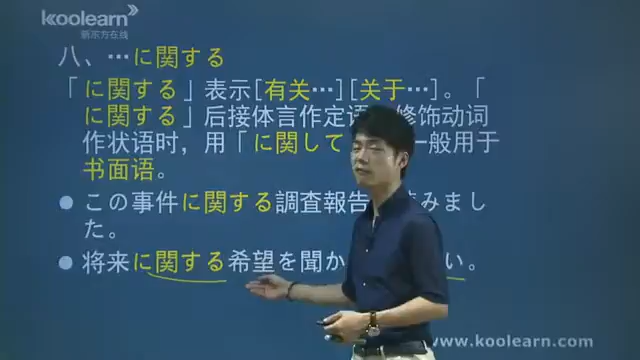 koolearn
新东方在线
八、…に関する
「に関する」表示[有关…][关于…]。「
に関する」后接体言作定语 修饰动词
作状语时，用「に関して 一般用于
书面语。
● この事件に関する調査報告 読みまし
た。
● 将来に関する希望を聞か い。
www.koolearn.com